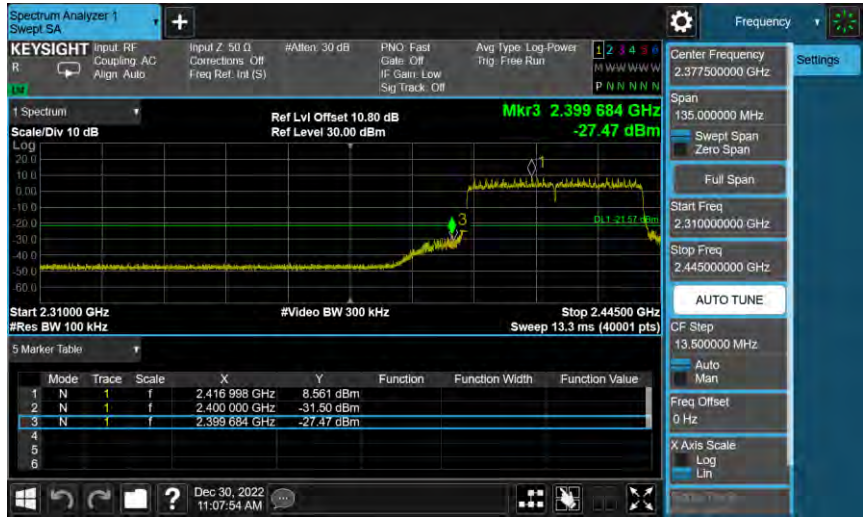 Spectrum Analyzer 1
Swept SA
+
Frequency
KEYSIGHT Input: RF Input Z: 50 Ω #Atten: 30 dB PNO: Fast Avg Type: Log-Power 1 2 3 4 5 6
R Coupling: AC Corrections: Off Gate: Off Trig: Free Run M W W W W W
Align: Auto Freq Ref: Int (S) IF Gain: Low
Sig Track: Off P N N N N N
1 Spectrum
Ref Lvl Offset 10.80 dB Mkr3 2.399 684 GHz
Scale/Div 10 dB Ref Level 30.00 dBm -27.47 dBm
Log
20.0
10.0
0.00
-10.0
-20.0
-30.0
-40.0
-50.0
-60.0
1
3
DL1 -21.57 dBm
Start 2.31000 GHz #Video BW 300 kHz Stop 2.44500 GHz
#Res BW 100 kHz Sweep 13.3 ms (40001 pts)
5 Marker Table
Mode Trace Scale X Y Function Function Width Function Value
1 N 1 f 2.416 998 GHz 8.561 dBm
2 N 1 f 2.400 000 GHz -31.50 dBm
3 N 1 f 2.399 684 GHz -27.47 dBm
4
5
6
?
Dec 30, 2022
11:07:54 AM
Settings
Center Frequency
2.377500000 GHz
Span
135.000000 MHz
Swept Span
Zero Span
Full Span
Start Freq
2.310000000 GHz
Stop Freq
2.445000000 GHz
AUTO TUNE
CF Step
13.500000 MHz
Auto
Man
Freq Offset
0 Hz
X Axis Scale
Log
Lin